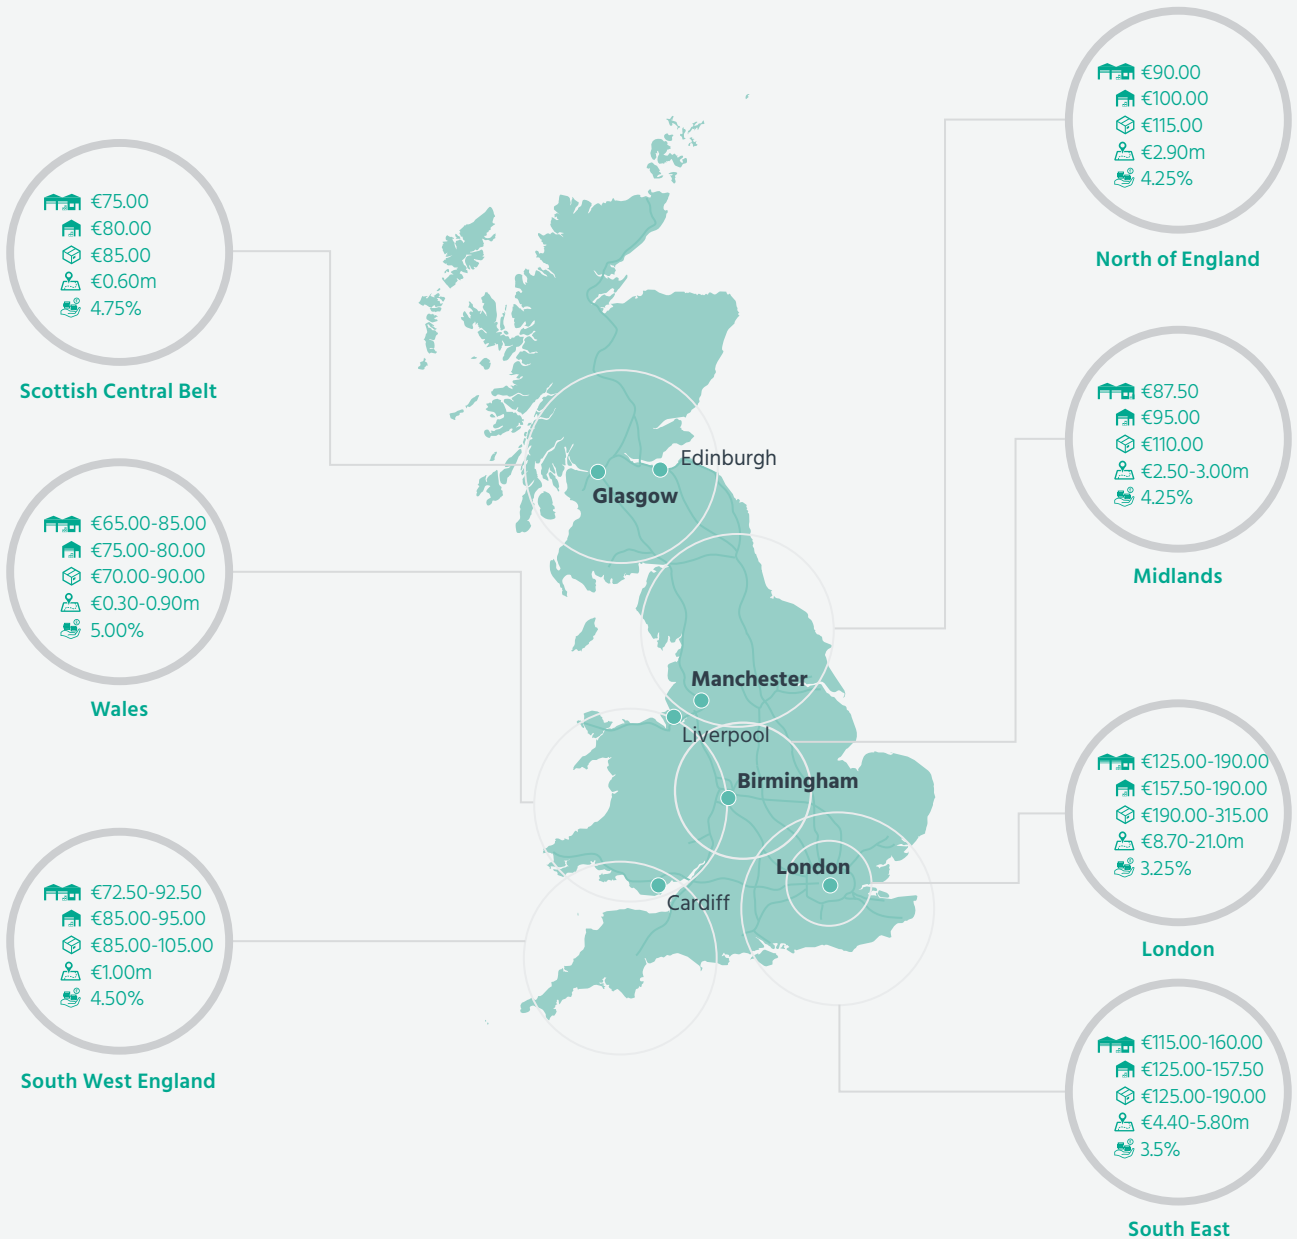 €75.00
€80.00
€85.00
€0.60m
4.75%
Scottish Central Belt
€65.00-85.00
€75.00-80.00
€70.00-90.00
€0.30-0.90m
5.00%
Wales
€72.50-92.50
€85.00-95.00
€85.00-105.00
€1.00m
4.50%
South West England
Edinburgh
Glasgow
Manchester
Liverpool
Birmingham
London
Cardiff
€90.00
€100.00
€115.00
€2.90m
4.25%
North of England
€87.50
€95.00
€110.00
€2.50-3.00m
4.25%
Midlands
€125.00-190.00
€157.50-190.00
€190.00-315.00
€8.70-21.0m
3.25%
London
€115.00-160.00
€125.00-157.50
€125.00-190.00
€4.40-5.80m
3.5%
South East